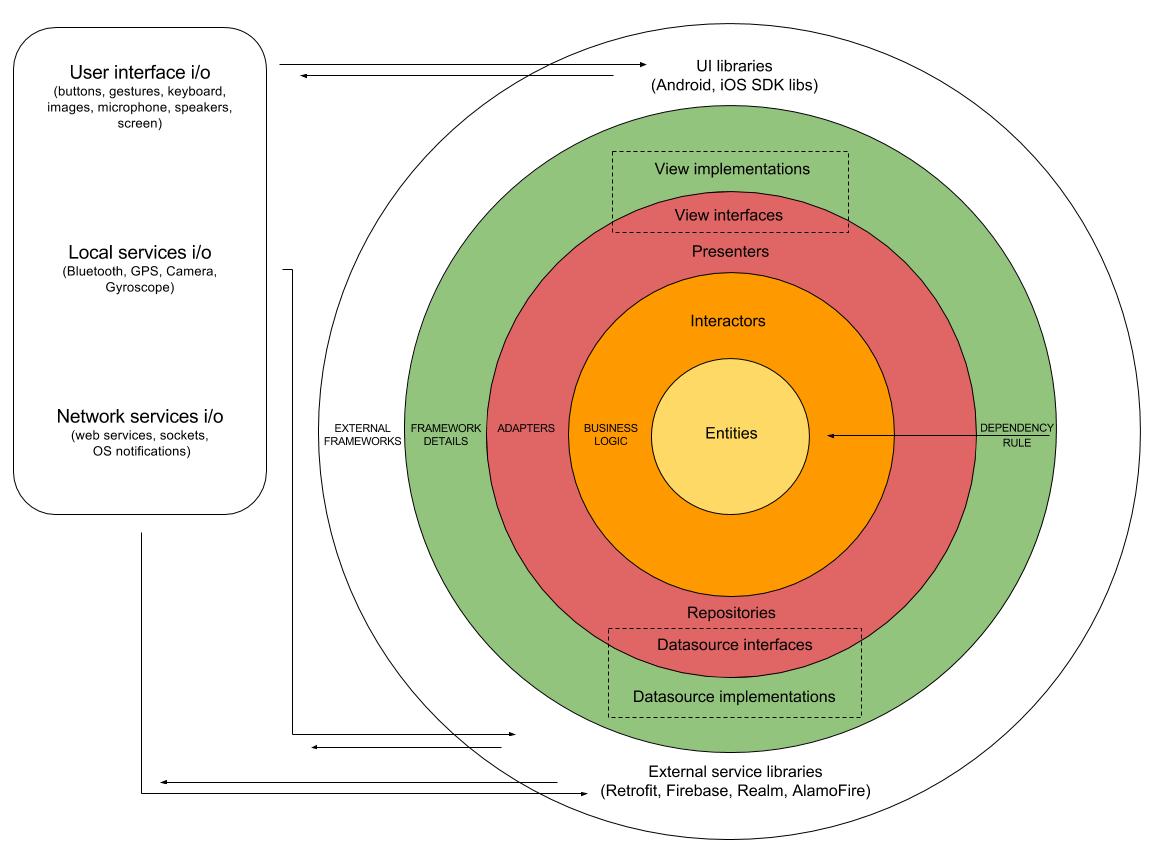 User interface i/o
(buttons, gestures, keyboard,
images, microphone, speakers,
screen)
Local services i/o
(Bluetooth, GPS, Camera,
Gyroscope)
Network services i/o
(web services, sockets,
OS notifications)
UI libraries
(Android, iOS SDK libs)
View implementations
View interfaces
Presenters
Interactors
Entities
EXTERNAL
FRAMEWORKS
FRAMEWORK
DETAILS
ADAPTERS
BUSINESS
LOGIC
DEPENDENCY
RULE
Repositories
Datasource interfaces
Datasource implementations
External service libraries
(Retrofit, Firebase, Realm, AlamoFire)